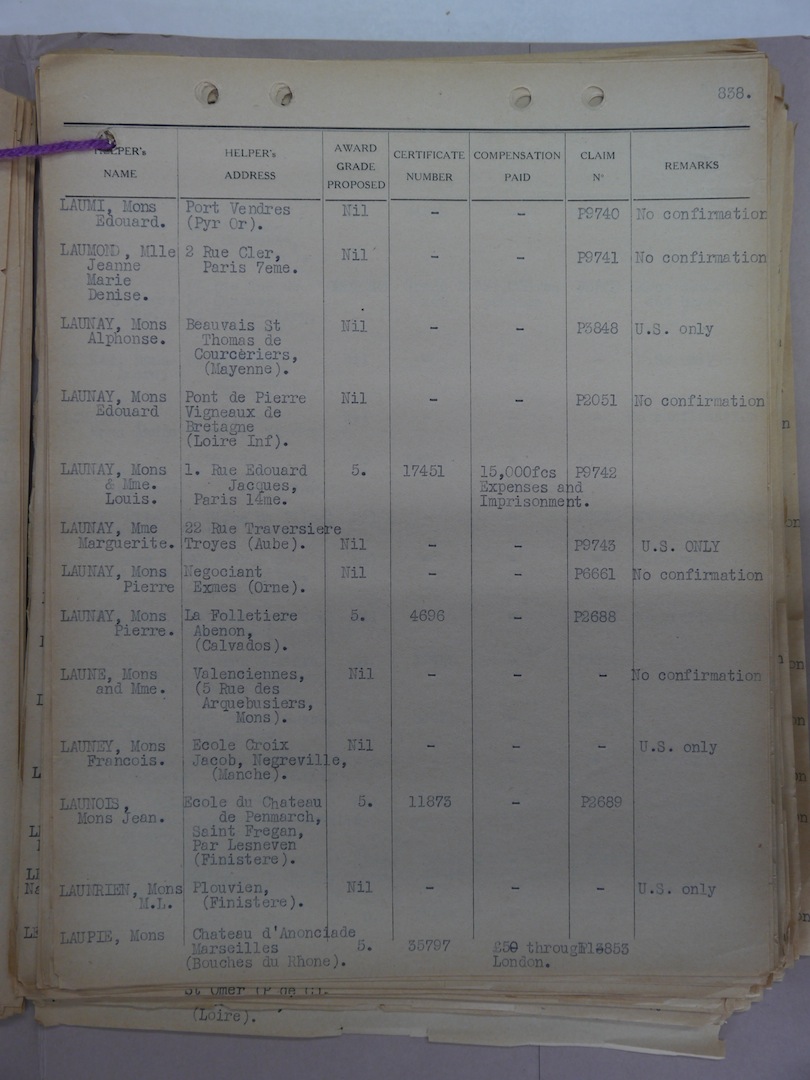 838.
HELPER's NAME HELPER's ADDRESS AWARD GRADE PROPOSED CERTIFICATE NUMBER COMPENSATION PAID CLAIM N° REMARKS
LAUMI, Mons Port Vendres Nil - - P9740 No confirmation
Edouard. (Pyr Or).
LAUMOND, Mlle 2 Rue Cler, Nil - - P9741 No confirmation
Jeanne Paris 7eme.
Marie
Denise.
LAUNAY, Mons Beauvais St Nil - - P3848 U.S. only
Alphonse. Thomas de
Courcèriers,
(Mayenne).
LAUNAY, Mons Pont de Pierre Nil - - P2051 No confirmation
Edouard Vigneaux de
Bretagne
(Loire Inf).
LAUNAY, Mons 1. Rue Edouard 5. 17451 15,000fcs P9742
& Mme. Jacques, Expenses and
Louis. Paris 14me. Imprisonment.
LAUNAY, Mme 22 Rue Traversiere
Marguerite. Troyes (Aube). Nil - - P9743 U.S. ONLY
LAUNAY, Mons Negociant Nil - - P6661 No confirmation
Pierre Exmes (Orne).
LAUNAY, Mons La Folletiere 5. 4696 - P2688
Pierre. Abenon,
(Calvados).
LAUNE, Mons Valenciennes, Nil - - - No confirmation
and Mme. (5 Rue des
Arquebusiers,
Mons).
LAUNEY, Mons Ecole Croix Nil - - - U.S. only
Francois. Jacob, Negreville,
(Manche).
LAUNOIS, Ecole du Chateau 5. 11873 - P2689
Mons Jean. de Penmarch,
Saint Fregan,
Par Lesneven
(Finistere).
LAUNRIEN, Mons Plouvien, Nil - - - U.S. only
M.L. (Finistere).
LAUPIE, Mons Chateau d'Anonciade
Marseilles 5. 35797 £50 through
(Bouches du Rhone). London.
St Omer
(Loire).